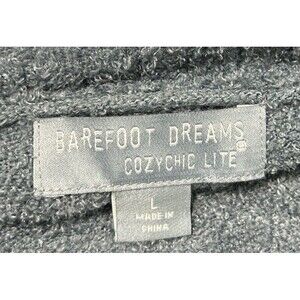 BAREFOOT DREAMS®
COZYCHIC LITE
L
MADE IN
CHINA